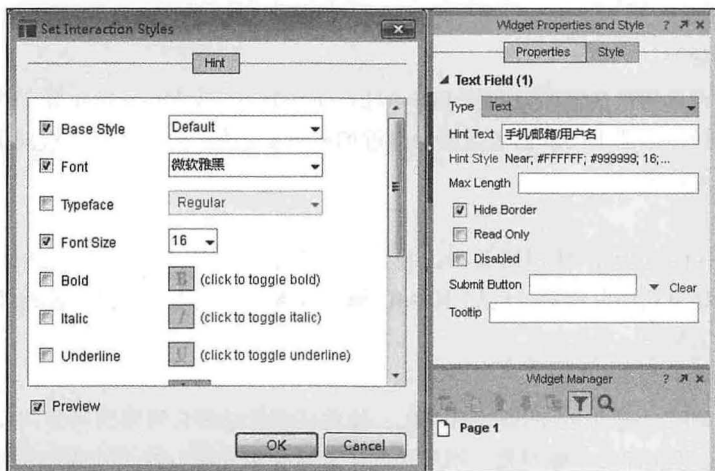 Set Interaction Styles
Hint
Base Style Default
Font 微软雅黑
Typeface Regular
Font Size 16
Bold B (click to toggle bold)
Italic I (click to toggle italic)
Underline U (click to toggle underline)
Preview
OK Cancel
Widget Properties and Style ?
Properties Style
Text Field (1)
Type Text
Hint Text 手机/邮箱/用户名
Hint Style Near; #FFFFFF; #999999; 16;...
Max Length
Hide Border
Read Only
Disabled
Submit Button Clear
Tooltip
Widget Manager ?
Page 1